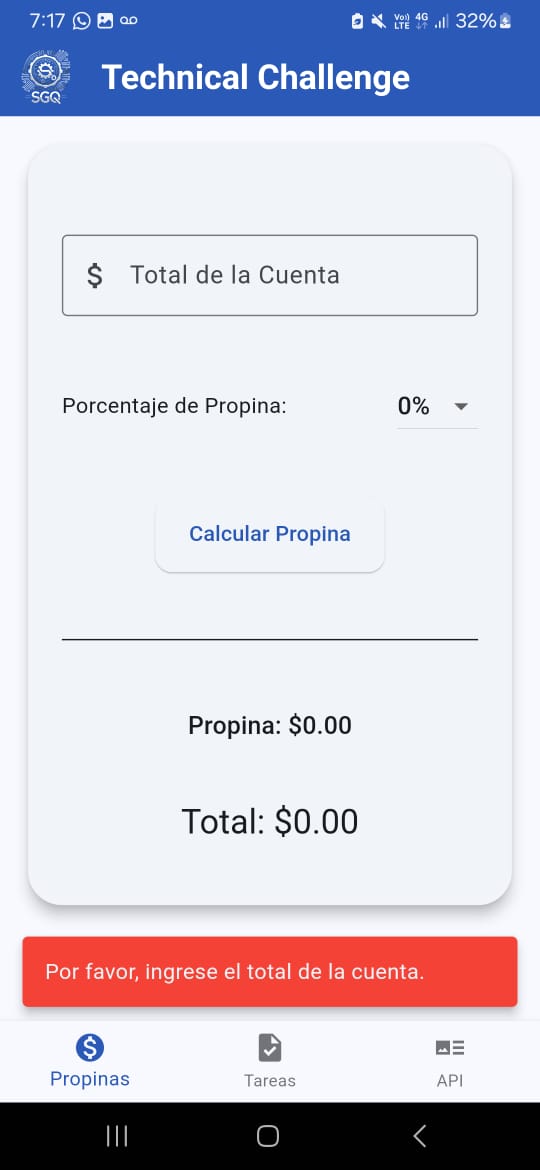 7:17
Vo)) 4G
LTE
32%
SGQ
Technical Challenge
$ Total de la Cuenta
Porcentaje de Propina: 0%
Calcular Propina
Propina: $0.00
Total: $0.00
Por favor, ingrese el total de la cuenta.
$
Propinas Tareas API